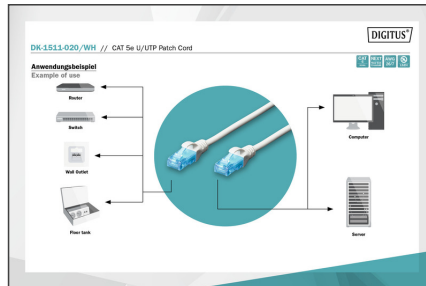 DIGITUS®
DK-1511-020/WH // CAT 5e U/UTP Patch Cord
Anwendungsbeispiel
Example of use
Router
Switch
Wall Outlet
Floor tank
Computer
Server